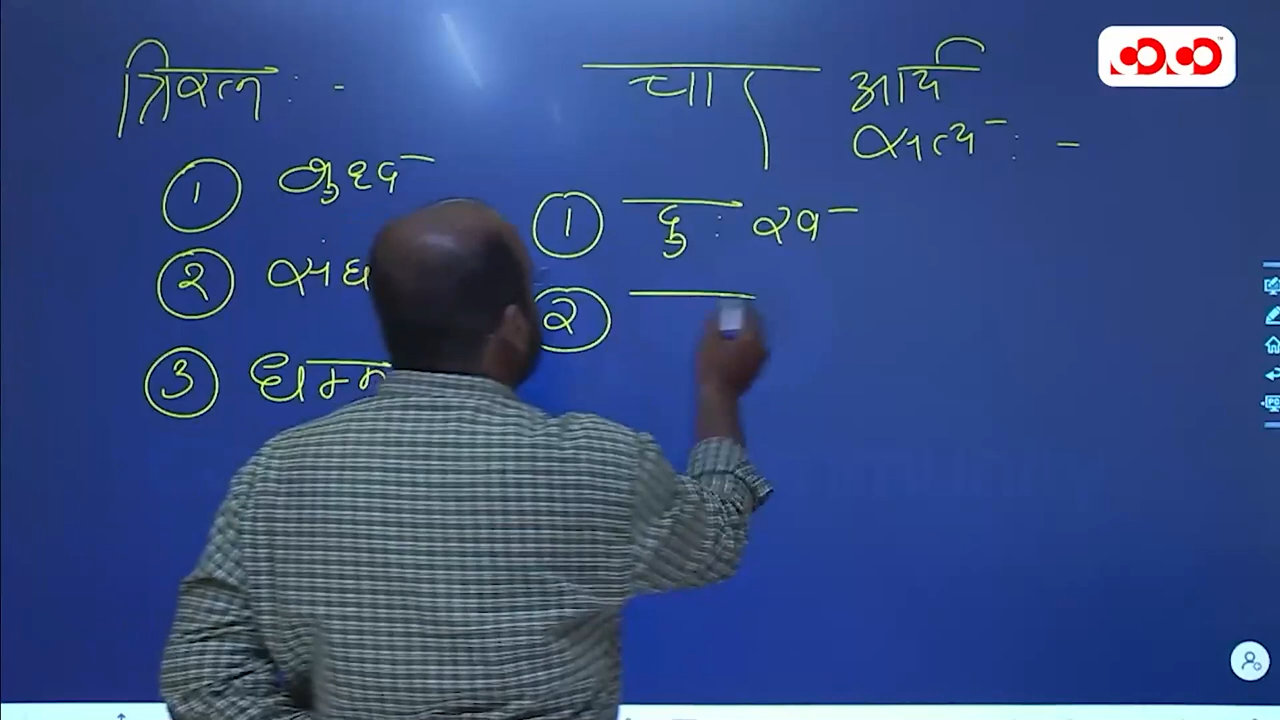 त्रिरत्न : -
① बुध्द
② संघ
③ धम्म
चार आर्य
सत्य : -
① दु : ख
②